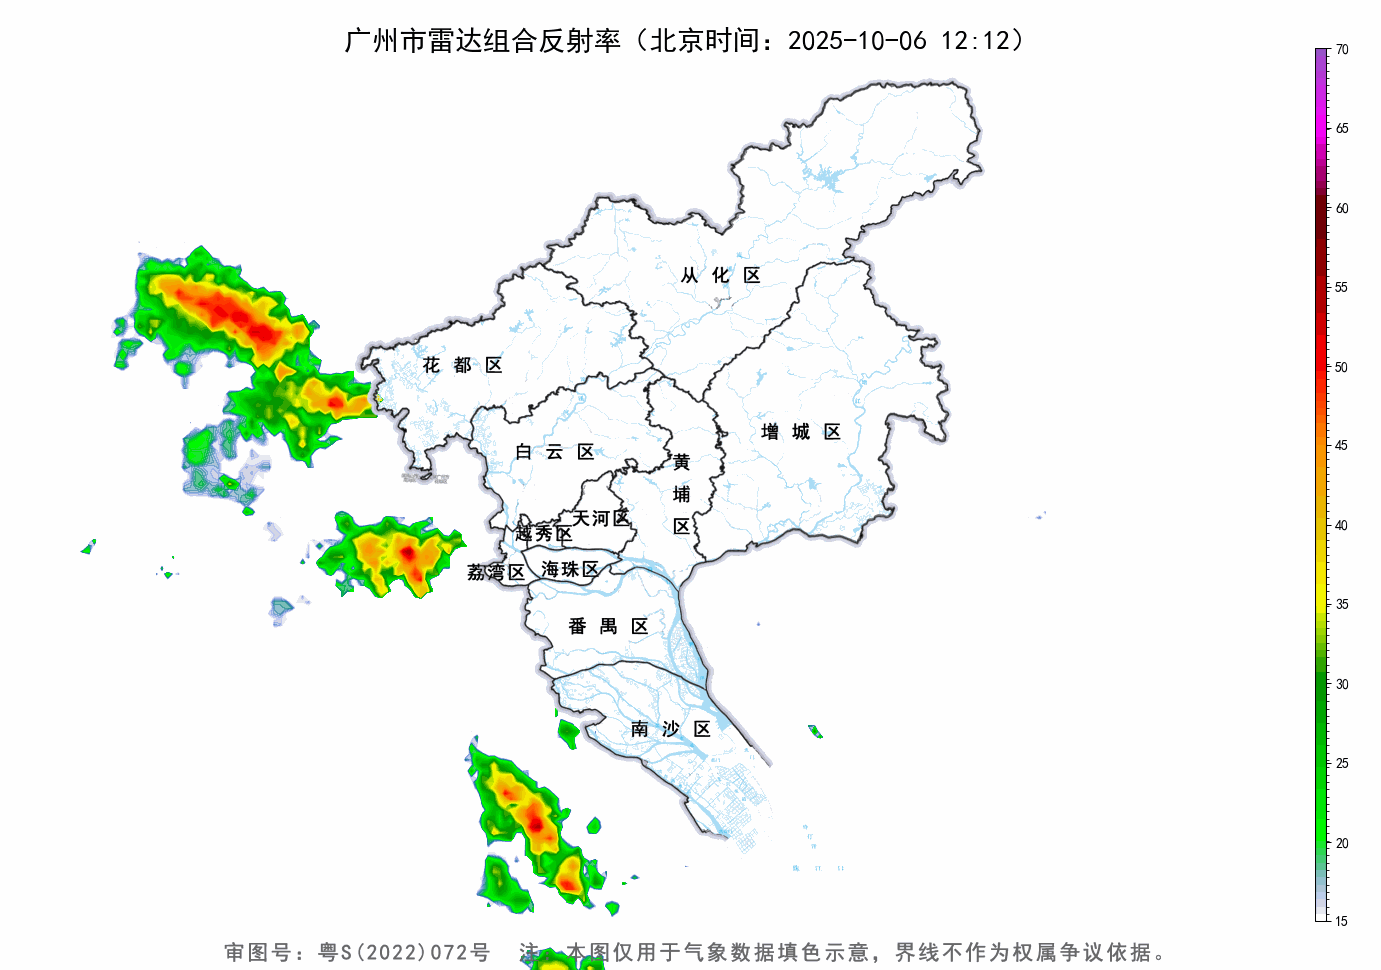 广州市雷达组合反射率（北京时间：2025-10-06 12:12）
70
65
60
55
50
45
40
35
30
25
20
15
从化区
花都区
增城区
白云区
黄埔区
天河区
越秀区
荔湾区
海珠区
番禺区
南沙区
审图号：粤S(2022)072号 注：本图仅用于气象数据填色示意，界线不作为权属争议依据。